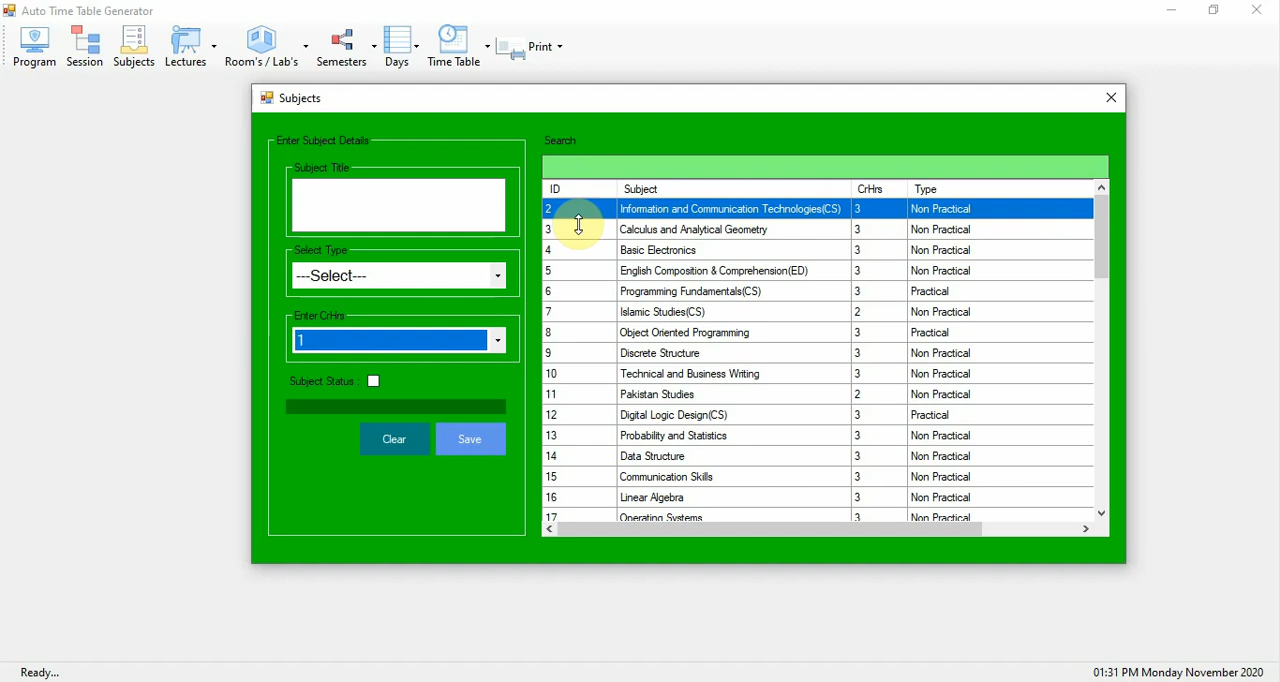 Auto Time Table Generator
Program Session Subjects Lectures Room's / Lab's Semesters Days Time Table Print
Subjects
Enter Subject Details
Subject Title
Select Type
---Select---
Enter CrHrs
1
Subject Status :
Clear Save
Search
ID Subject CrHrs Type
2 Information and Communication Technologies(CS) 3 Non Practical
3 Calculus and Analytical Geometry 3 Non Practical
4 Basic Electronics 3 Non Practical
5 English Composition & Comprehension(ED) 3 Non Practical
6 Programming Fundamentals(CS) 3 Practical
7 Islamic Studies(CS) 2 Non Practical
8 Object Oriented Programming 3 Practical
9 Discrete Structure 3 Non Practical
10 Technical and Business Writing 3 Non Practical
11 Pakistan Studies 2 Non Practical
12 Digital Logic Design(CS) 3 Practical
13 Probability and Statistics 3 Non Practical
14 Data Structure 3 Non Practical
15 Communication Skills 3 Non Practical
16 Linear Algebra 3 Non Practical
17 Operating Systems 3 Non Practical
Ready...
01:31 PM Monday November 2020